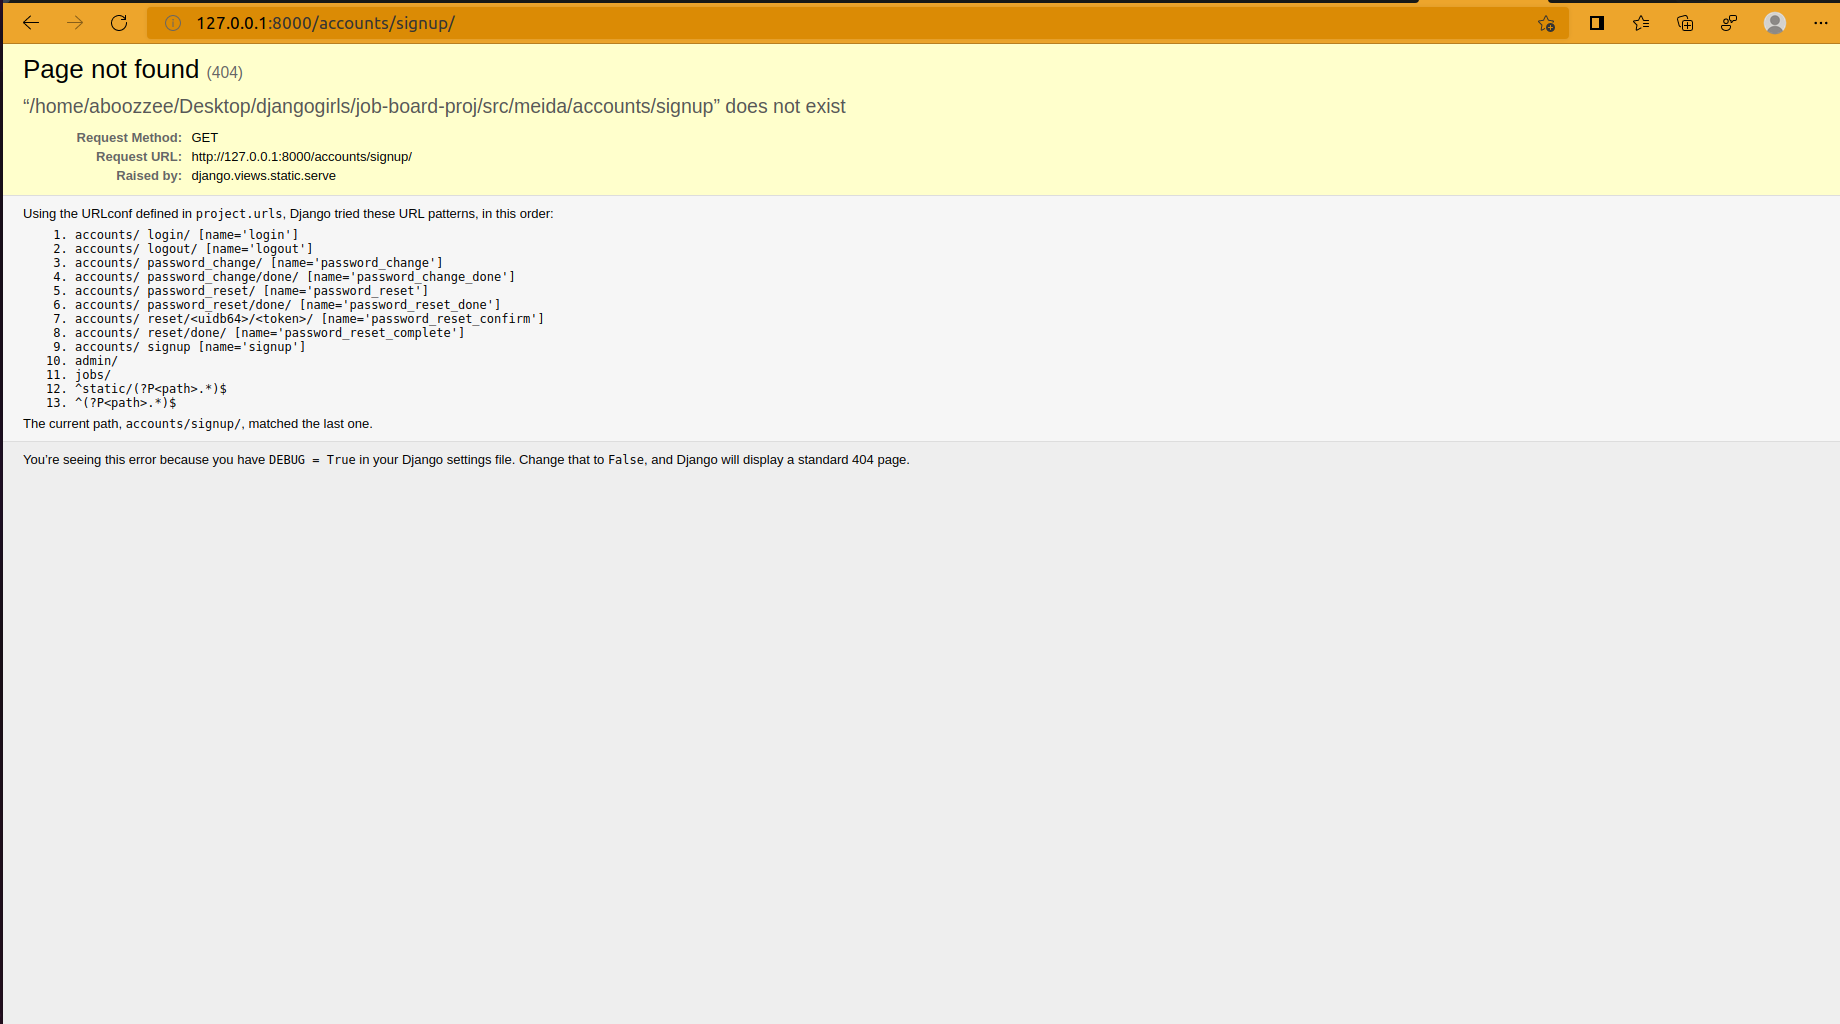 127.0.0.1:8000/accounts/signup/
Page not found (404)
“/home/aboozzee/Desktop/djangogirls/job-board-proj/src/meida/accounts/signup” does not exist
Request Method: GET
Request URL: http://127.0.0.1:8000/accounts/signup/
Raised by: django.views.static.serve
Using the URLconf defined in project.urls, Django tried these URL patterns, in this order:
1. accounts/ login/ [name='login']
2. accounts/ logout/ [name='logout']
3. accounts/ password_change/ [name='password_change']
4. accounts/ password_change/done/ [name='password_change_done']
5. accounts/ password_reset/ [name='password_reset']
6. accounts/ password_reset/done/ [name='password_reset_done']
7. accounts/ reset/<uidb64>/<token>/ [name='password_reset_confirm']
8. accounts/ reset/done/ [name='password_reset_complete']
9. accounts/ signup [name='signup']
10. admin/
11. jobs/
12. ^static/(?P<path>.*)$
13. ^(?P<path>.*)$
The current path, accounts/signup/, matched the last one.
You’re seeing this error because you have DEBUG = True in your Django settings file. Change that to False, and Django will display a standard 404 page.